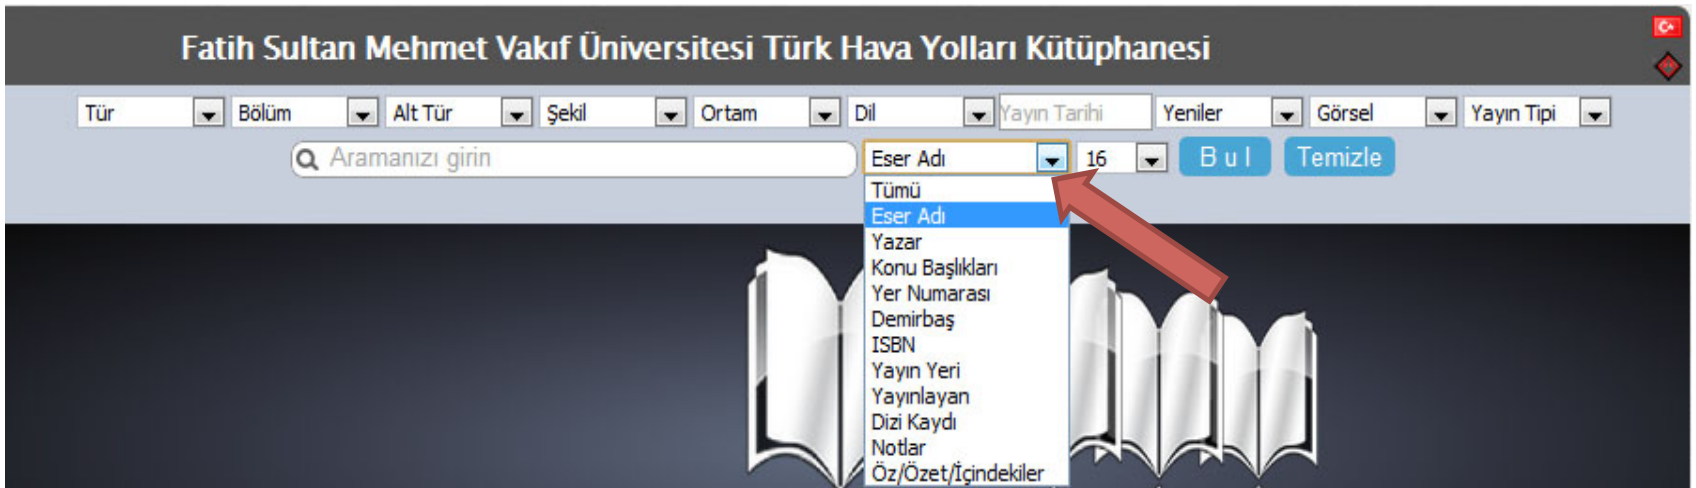 Fatih Sultan Mehmet Vakıf Üniversitesi Türk Hava Yolları Kütüphanesi
Tür Bölüm Alt Tür Şekil Ortam Dil Yayın Tarihi Yeniler Görsel Yayın Tipi
Aramanızı girin Eser Adı 16 Bul Temizle
Tümü
Eser Adı
Yazar
Konu Başlıkları
Yer Numarası
Demirbaş
ISBN
Yayın Yeri
Yayınlayan
Dizi Kaydı
Notlar
Öz/Özet/İçindekiler